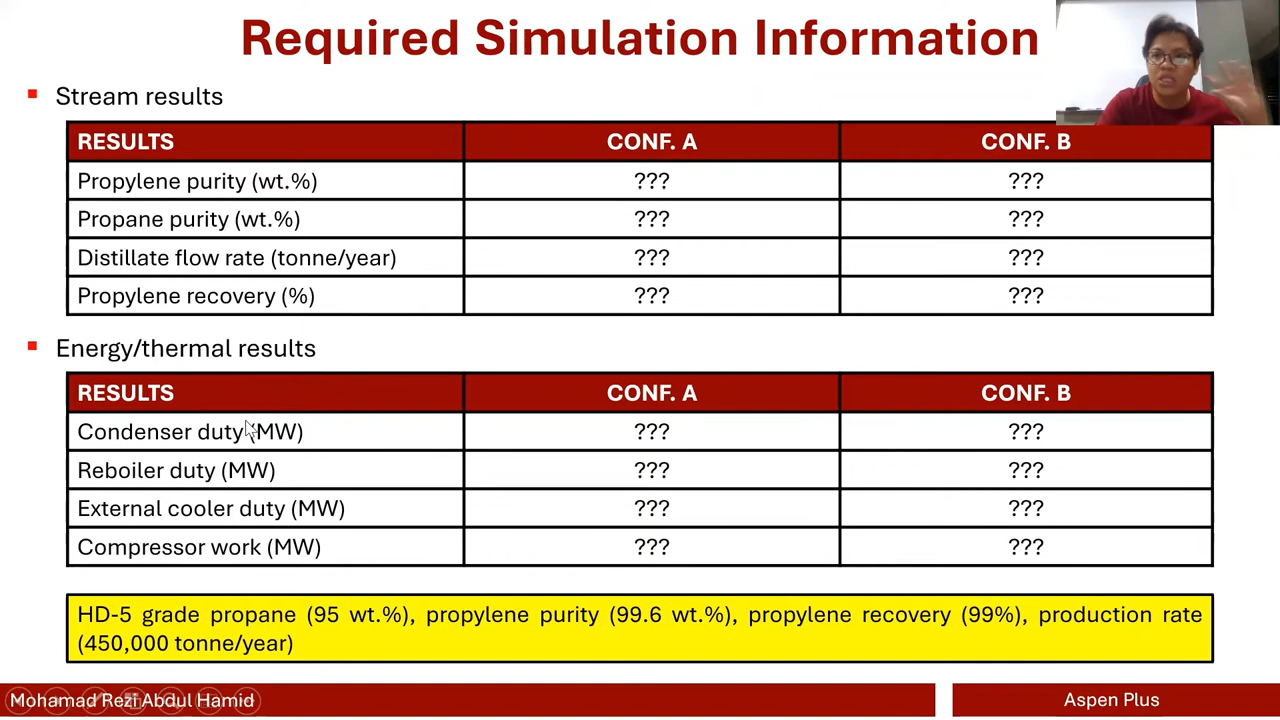 Required Simulation Information
▪ Stream results
RESULTS CONF. A CONF. B
Propylene purity (wt.%) ??? ???
Propane purity (wt.%) ??? ???
Distillate flow rate (tonne/year) ??? ???
Propylene recovery (%) ??? ???
▪ Energy/thermal results
RESULTS CONF. A CONF. B
Condenser duty (MW) ??? ???
Reboiler duty (MW) ??? ???
External cooler duty (MW) ??? ???
Compressor work (MW) ??? ???
HD-5 grade propane (95 wt.%), propylene purity (99.6 wt.%), propylene recovery (99%), production rate
(450,000 tonne/year)
Mohamad Rezi Abdul Hamid Aspen Plus